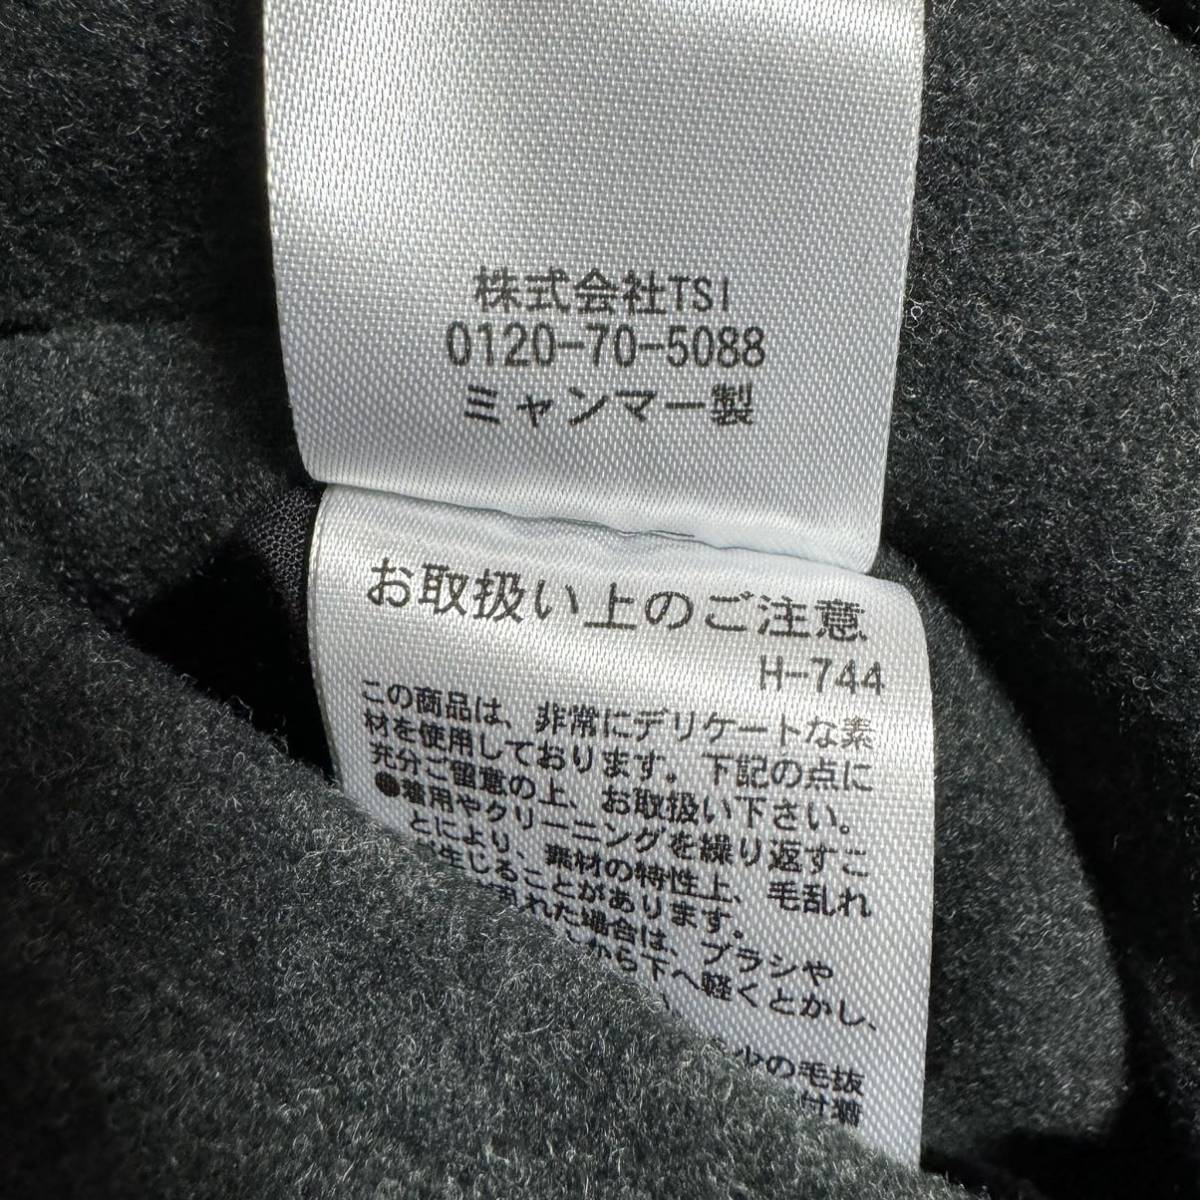 株式会社TSI
0120-70-5088
ミャンマー製
お取扱い上のご注意
H-744
この商品は、非常にデリケートな素
材を使用しております。下記の点に
充分ご留意の上、お取扱い下さい。
●着用やクリーニングを繰り返すこ
とにより、素材の特性上、毛乱れ
が生じることがあります。
乱れた場合は、ブラシや
から下へ軽くとかし、
の毛抜
付着